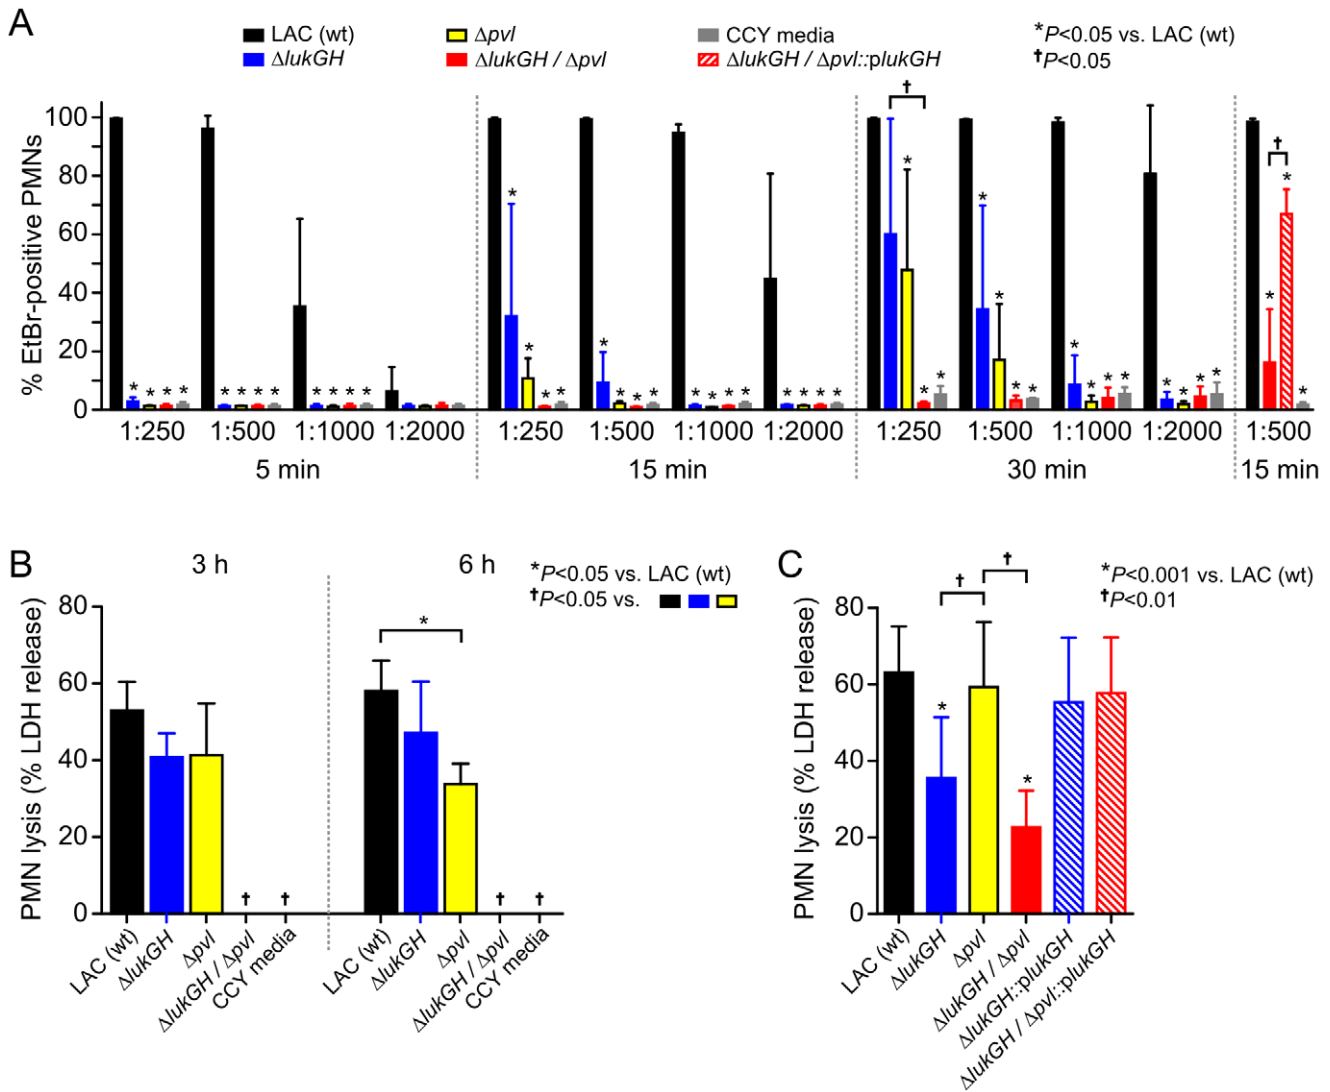 A
LAC (wt)
Δpvl
CCY media
*P<0.05 vs. LAC (wt)
ΔlukGH
ΔlukGH / Δpvl
ΔlukGH / Δpvl::plukGH
†P<0.05
% EtBr-positive PMNs
100
80
60
40
20
0
†
†
* * * * * * * * * * * *
* * * * * * * * * * * * * * * *
* * * * * * * * * * * * * * *
* * *
1:250 1:500 1:1000 1:2000 1:250 1:500 1:1000 1:2000 1:250 1:500 1:1000 1:2000 1:500
5 min 15 min 30 min 15 min
B
3 h
6 h
*P<0.05 vs. LAC (wt)
†P<0.05 vs.
PMN lysis (% LDH release)
80
60
40
20
0
*
† † † †
LAC (wt)
ΔlukGH
Δpvl
ΔlukGH / Δpvl
CCY media
LAC (wt)
ΔlukGH
Δpvl
ΔlukGH / Δpvl
CCY media
C
*P<0.001 vs. LAC (wt)
†P<0.01
PMN lysis (% LDH release)
80
60
40
20
0
† †
* *
LAC (wt)
ΔlukGH
Δpvl
ΔlukGH / Δpvl
ΔlukGH::plukGH
ΔlukGH / Δpvl::plukGH